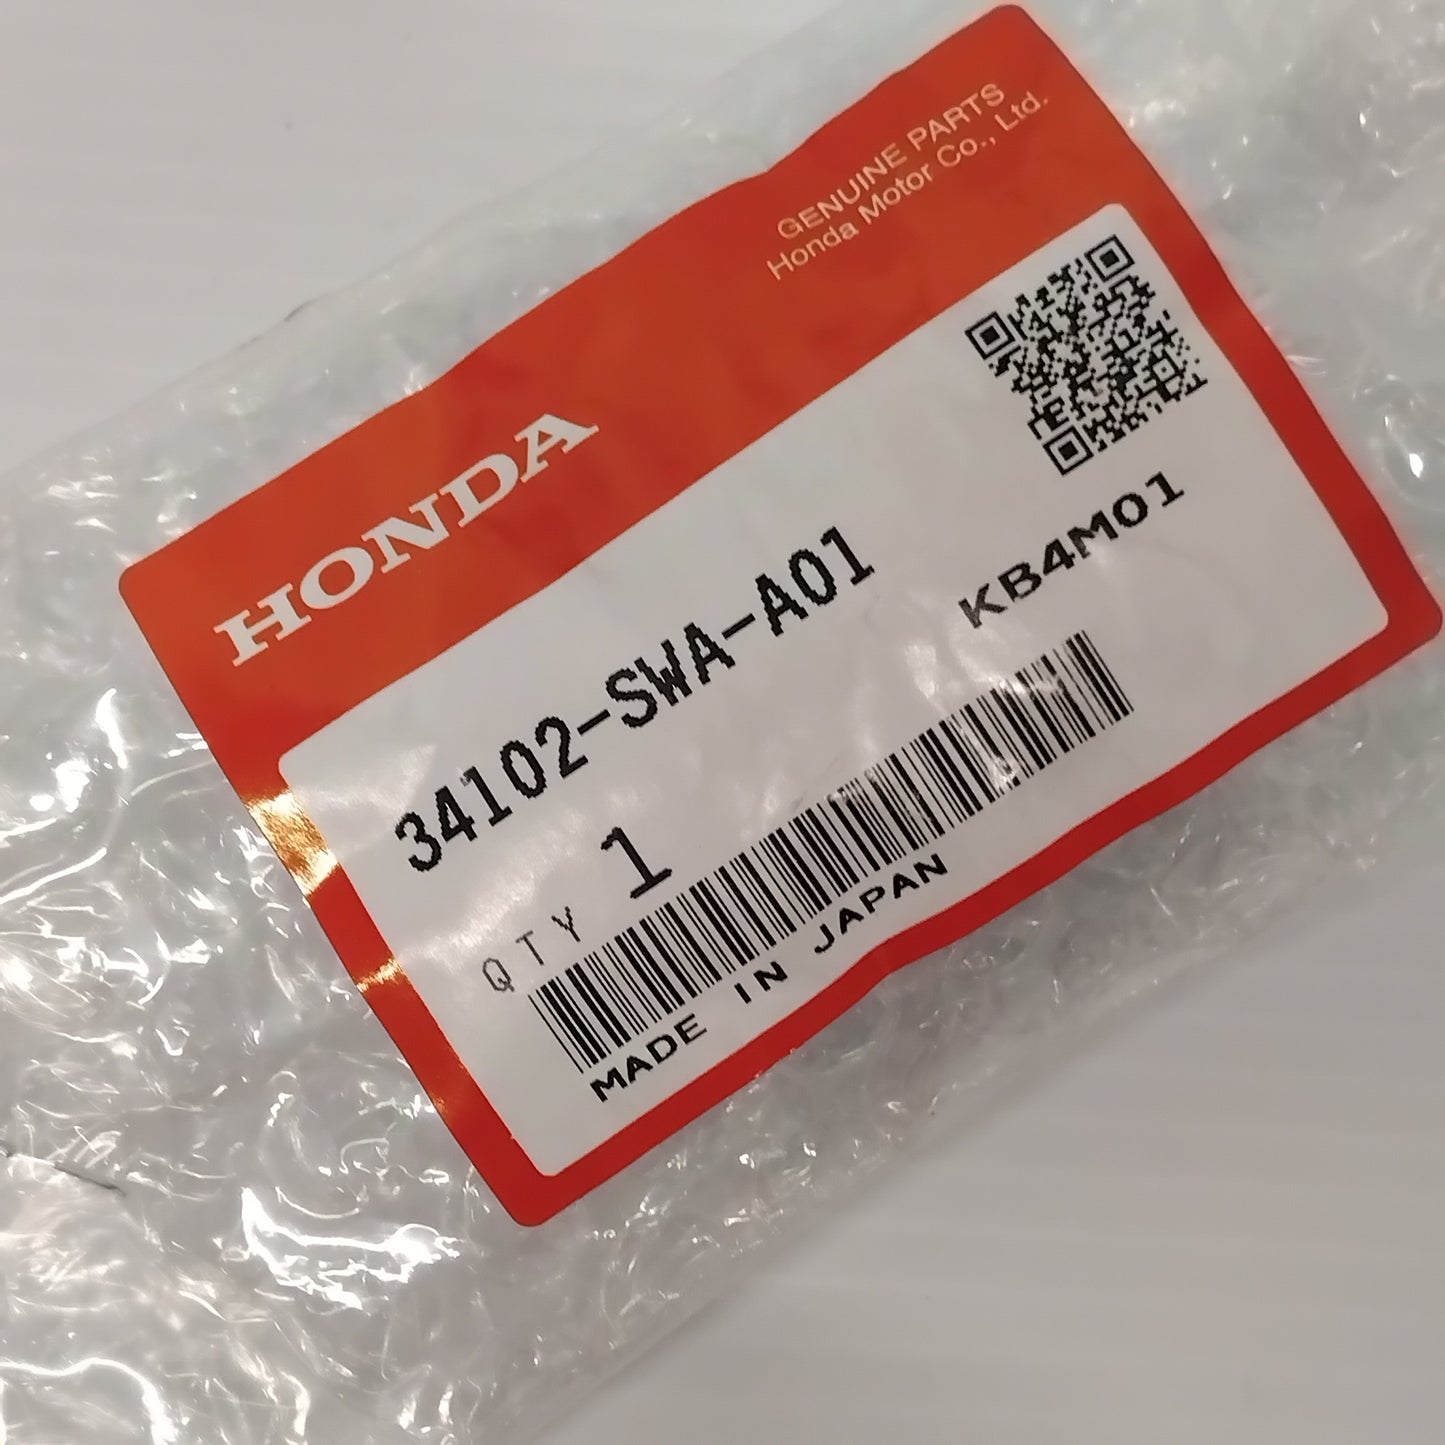 GENUINE PARTS
Honda Motor Co., Ltd.
HONDA
34102-SWA-A01
KB4M01
QTY 1
MADE IN JAPAN